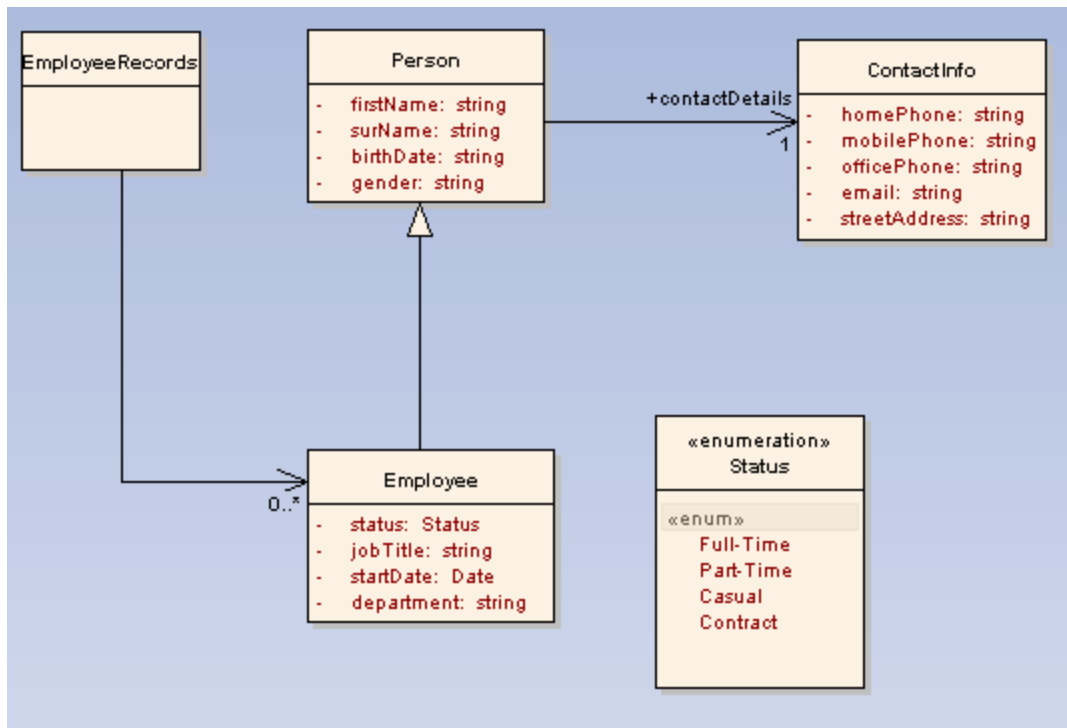 EmployeeRecords
Person
- firstName: string
- surName: string
- birthDate: string
- gender: string
+contactDetails
1
ContactInfo
- homePhone: string
- mobilePhone: string
- officePhone: string
- email: string
- streetAddress: string
0..*
Employee
- status: Status
- jobTitle: string
- startDate: Date
- department: string
«enumeration»
Status
«enum»
Full-Time
Part-Time
Casual
Contract